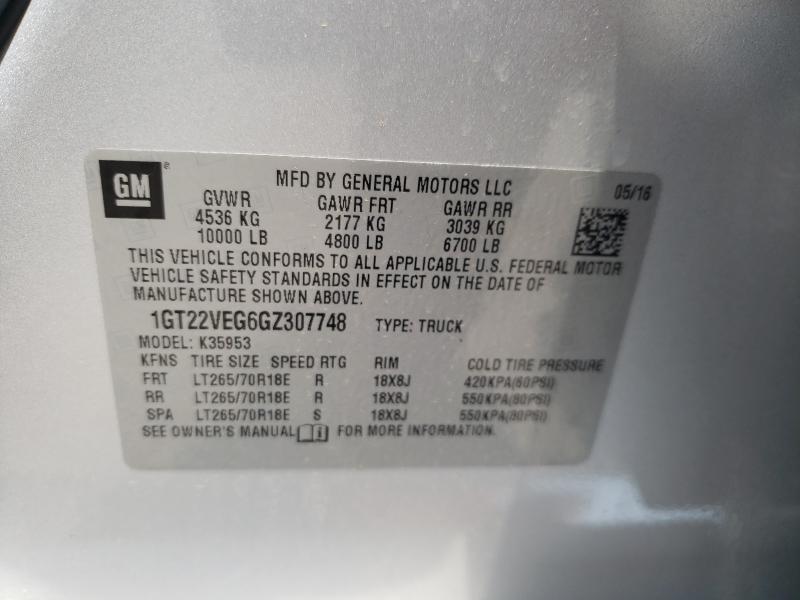 GM ®
MFD BY GENERAL MOTORS LLC 05/16
GVWR GAWR FRT GAWR RR
4536 KG 2177 KG 3039 KG
10000 LB 4800 LB 6700 LB
THIS VEHICLE CONFORMS TO ALL APPLICABLE U.S. FEDERAL MOTOR
VEHICLE SAFETY STANDARDS IN EFFECT ON THE DATE OF
MANUFACTURE SHOWN ABOVE.
1GT22VEG6GZ307748 TYPE: TRUCK
MODEL: K35953
KFNS TIRE SIZE SPEED RTG RIM COLD TIRE PRESSURE
FRT LT265/70R18E R 18X8J 420KPA(60PSI)
RR LT265/70R18E R 18X8J 550KPA(80PSI)
SPA LT265/70R18E S 18X8J 550KPA(80PSI)
SEE OWNER'S MANUAL FOR MORE INFORMATION.